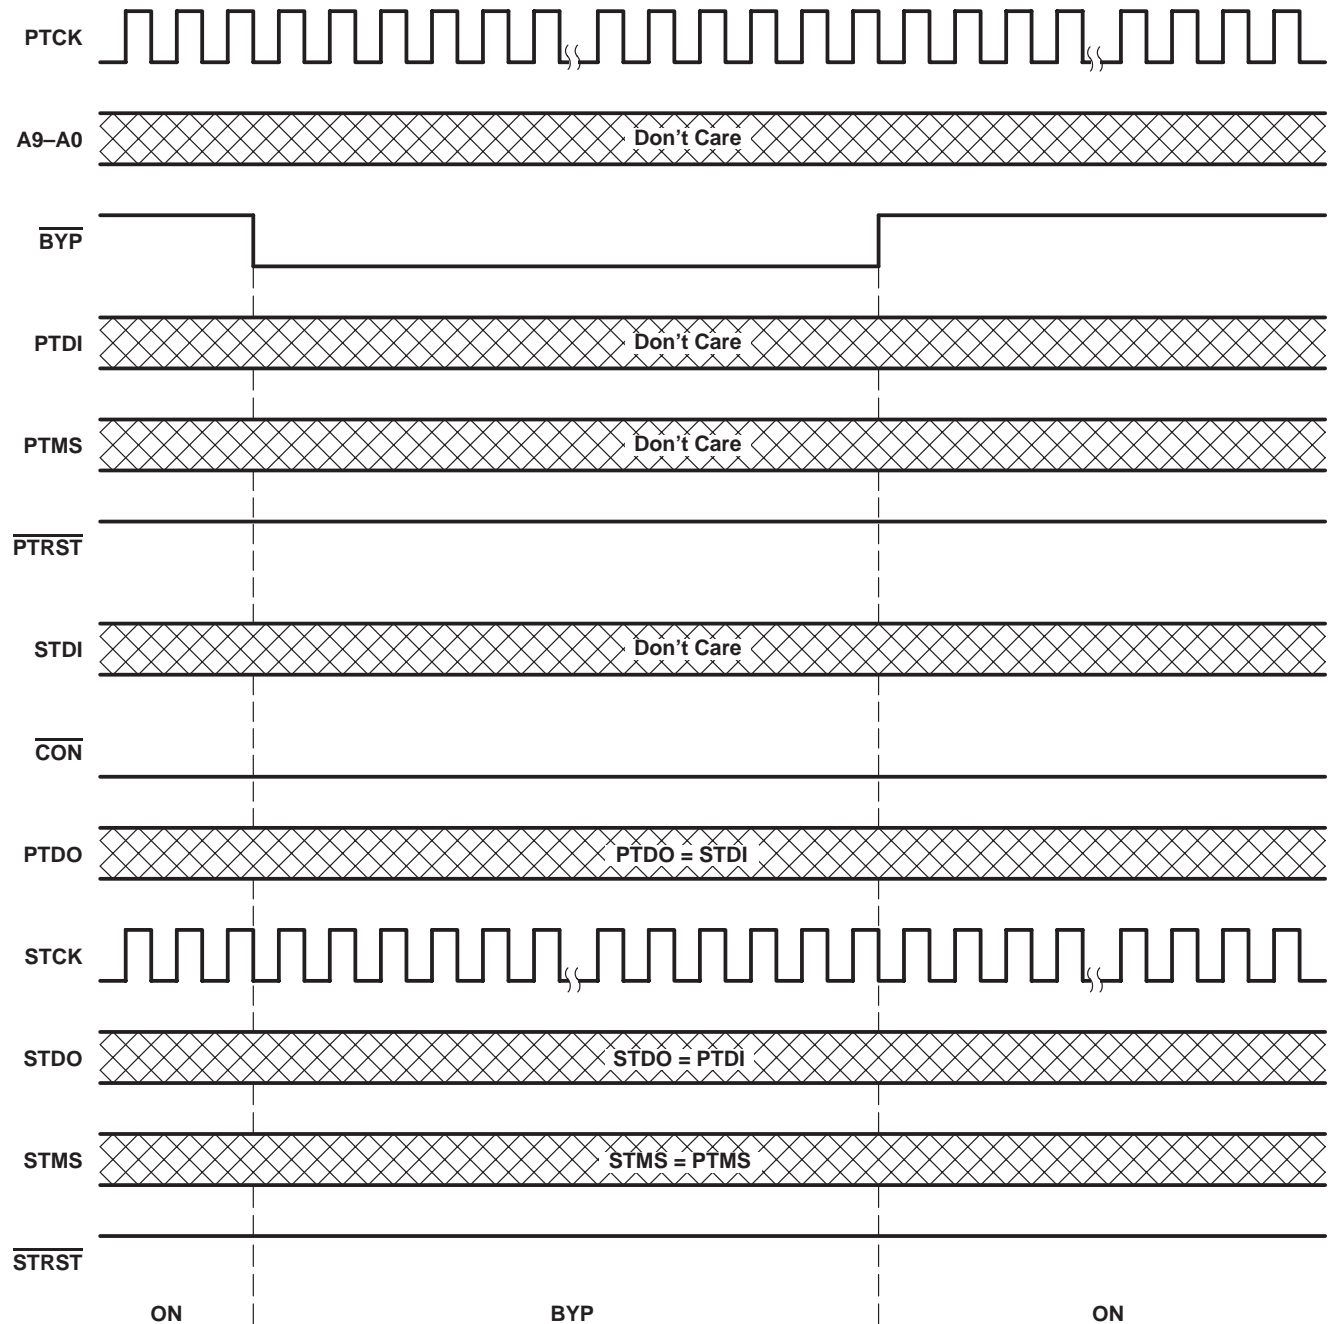 PTCK
A9–A0 Don't Care
BYP
PTDI Don't Care
PTMS Don't Care
PTRST
STDI Don't Care
CON
PTDO PTDO = STDI
STCK
STDO STDO = PTDI
STMS STMS = PTMS
STRST
ON BYP ON